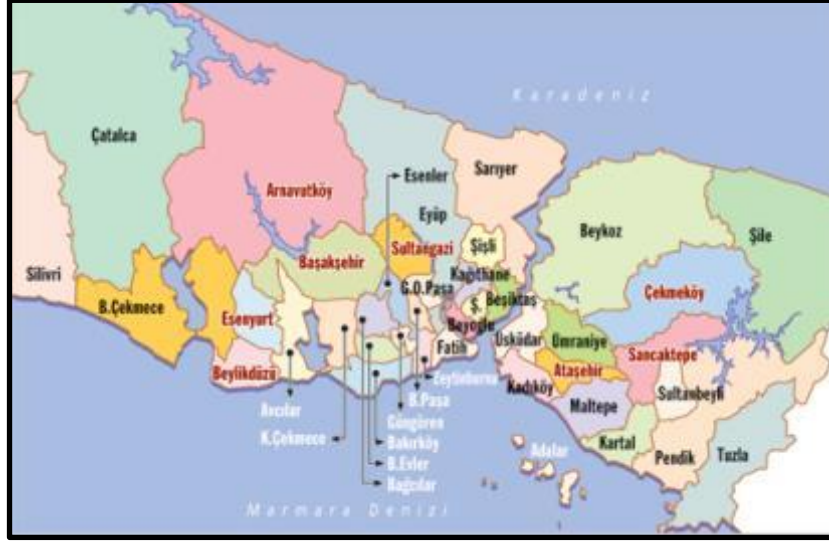 Karadeniz
Çatalca
Esenler
Sarıyer
Arnavutköy
Eyüp
Beykoz
Şile
Sultangazi
Şişli
Başakşehir
Silivri
Kağıthane
B.Çekmece
G.O.Paşa
Beşiktaş
Çekmeköy
Ş.
Esenyurt
Beyoğlu
Üsküdar
Ümraniye
Fatih
Sancaktepe
Beylikdüzü
Zeytinburnu
Ataşehir
Kadıköy
Sultanbeyli
B.Paşa
Maltepe
Avcılar
Güngören
K.Çekmece
Bakırköy
Kartal
Adalar
Pendik
Tuzla
B.Evler
Bağcılar
Marmara Denizi